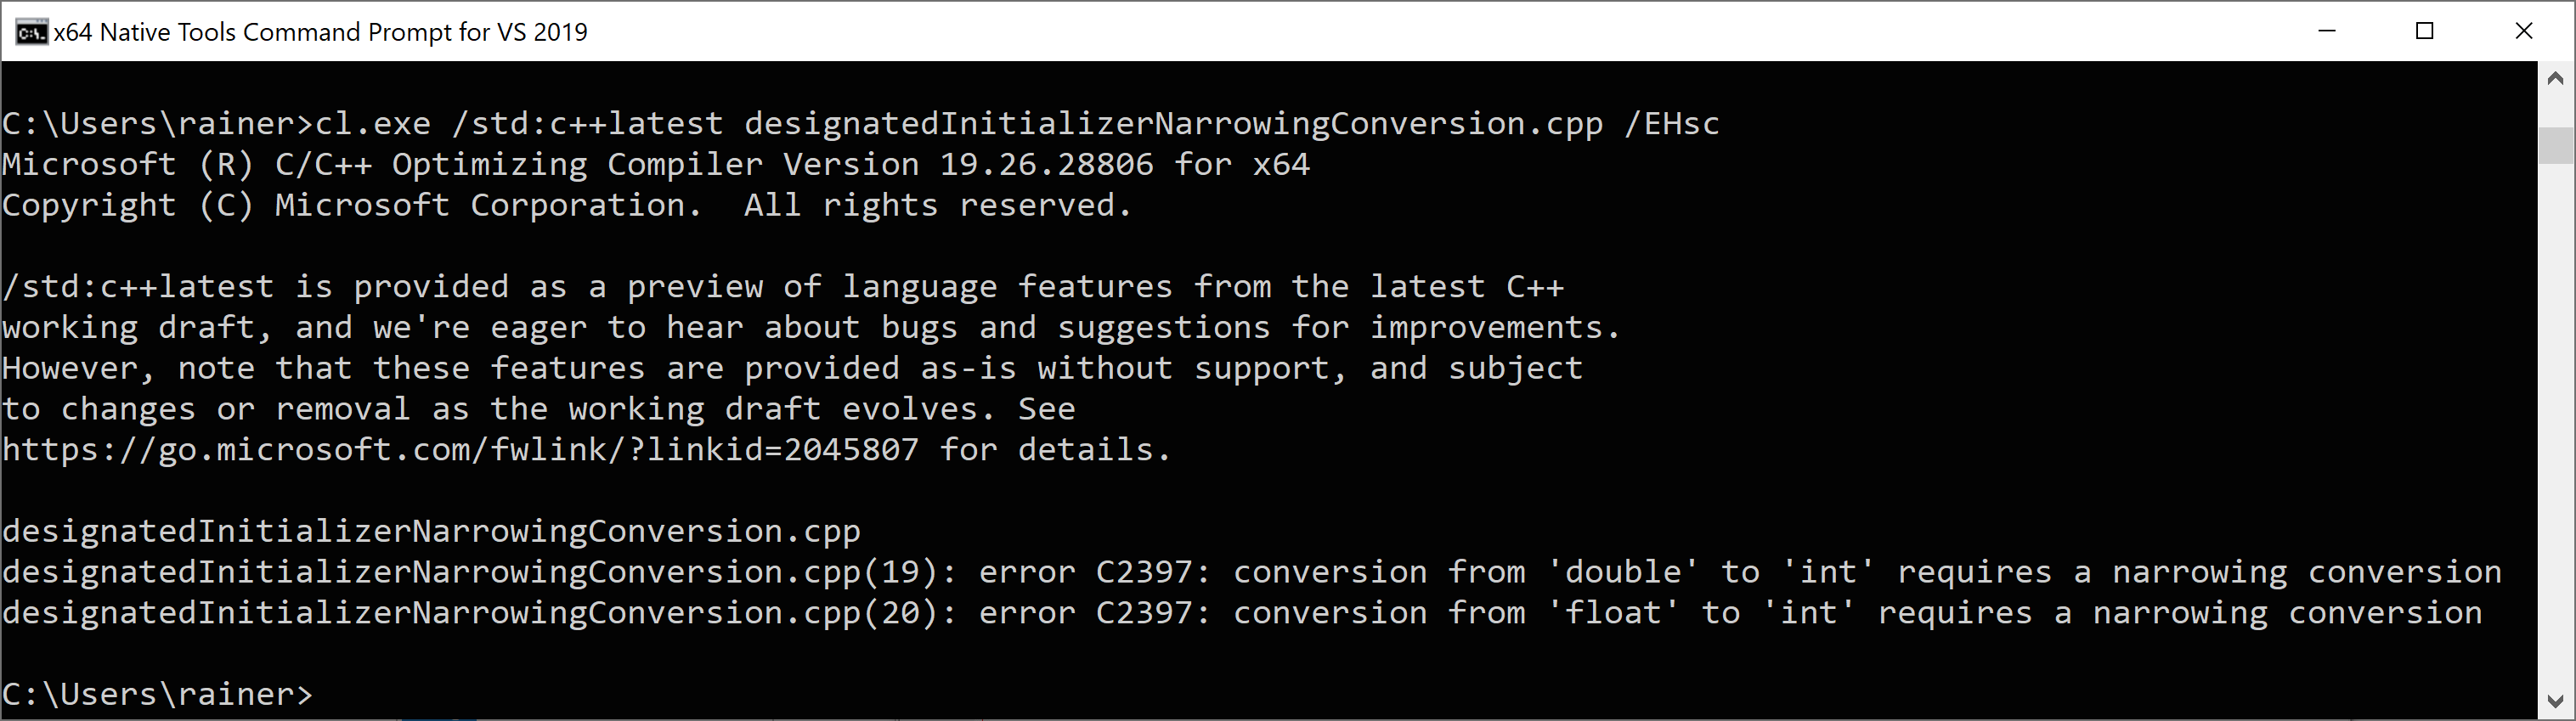 x64 Native Tools Command Prompt for VS 2019
C:\Users\rainer>cl.exe /std:c++latest designatedInitializerNarrowingConversion.cpp /EHsc
Microsoft (R) C/C++ Optimizing Compiler Version 19.26.28806 for x64
Copyright (C) Microsoft Corporation.  All rights reserved.
/std:c++latest is provided as a preview of language features from the latest C++
working draft, and we're eager to hear about bugs and suggestions for improvements.
However, note that these features are provided as-is without support, and subject
to changes or removal as the working draft evolves. See
https://go.microsoft.com/fwlink/?linkid=2045807 for details.
designatedInitializerNarrowingConversion.cpp
designatedInitializerNarrowingConversion.cpp(19): error C2397: conversion from 'double' to 'int' requires a narrowing conversion
designatedInitializerNarrowingConversion.cpp(20): error C2397: conversion from 'float' to 'int' requires a narrowing conversion
C:\Users\rainer>